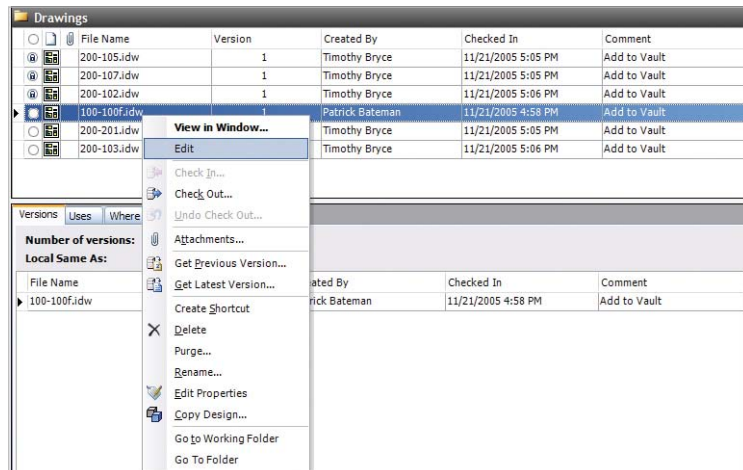 Drawings
File Name Version Created By Checked In Comment
200-105.idw 1 Timothy Bryce 11/21/2005 5:05 PM Add to Vault
200-107.idw 1 Timothy Bryce 11/21/2005 5:05 PM Add to Vault
200-102.idw 1 Timothy Bryce 11/21/2005 5:06 PM Add to Vault
100-100f.idw 1 Patrick Bateman 11/21/2005 4:58 PM Add to Vault
200-201.idw Timothy Bryce 11/21/2005 5:05 PM Add to Vault
200-103.idw Timothy Bryce 11/21/2005 5:06 PM Add to Vault
View in Window...
Edit
Check In...
Check Out...
Undo Check Out...
Attachments...
Get Previous Version...
Get Latest Version...
Create Shortcut
Delete
Purge...
Rename...
Edit Properties
Copy Design...
Go to Working Folder
Go To Folder
Versions Uses Where
Number of versions:
Local Same As:
File Name ated By Checked In Comment
100-100f.idw rick Bateman 11/21/2005 4:58 PM Add to Vault